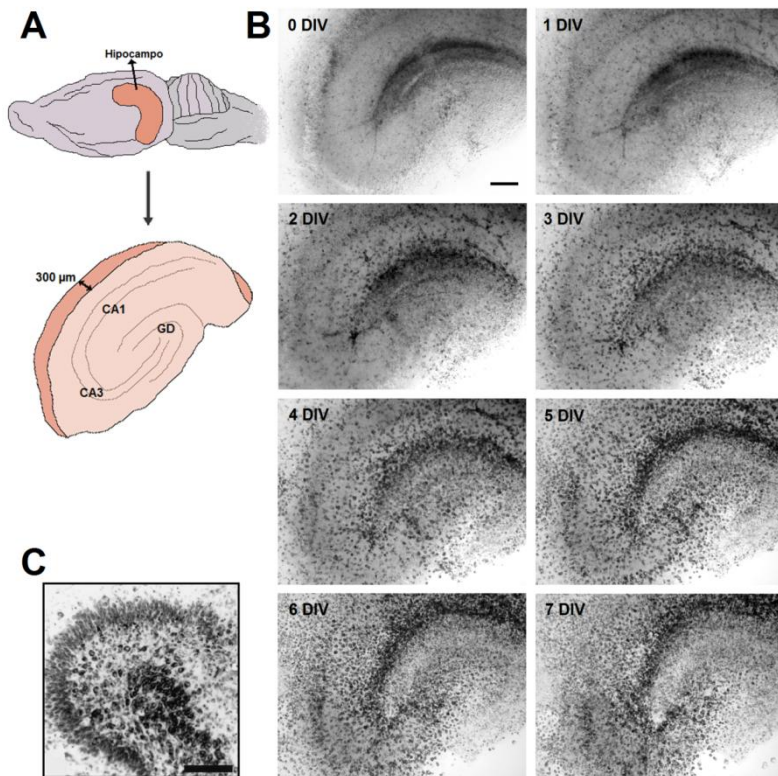 A
Hipocampo
300 µm
CA1
GD
CA3
B
0 DIV
1 DIV
2 DIV
3 DIV
4 DIV
5 DIV
6 DIV
7 DIV
C